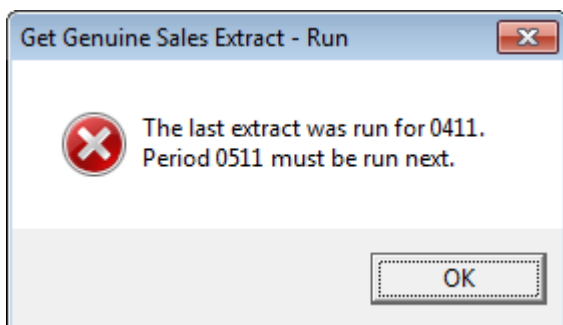 Get Genuine Sales Extract - Run
The last extract was run for 0411.
Period 0511 must be run next.
OK